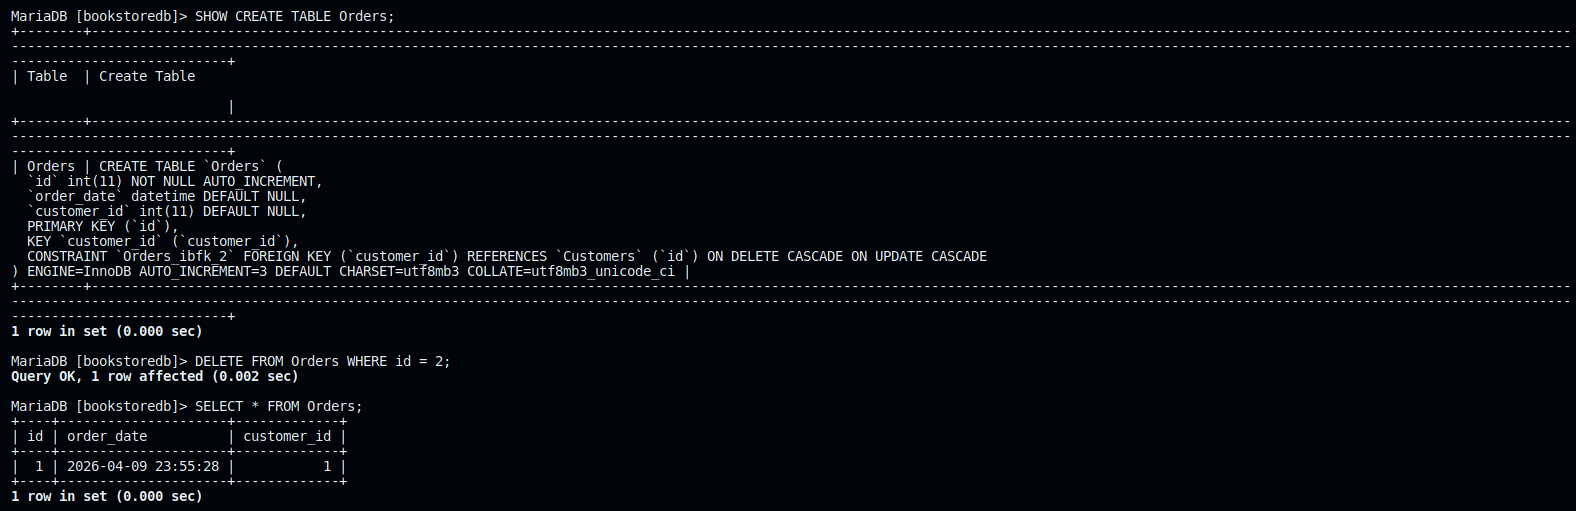 MariaDB [bookstoredb]> SHOW CREATE TABLE Orders;
| Table  | Create Table
|
| Orders | CREATE TABLE `Orders` (
  `id` int(11) NOT NULL AUTO_INCREMENT,
  `order_date` datetime DEFAULT NULL,
  `customer_id` int(11) DEFAULT NULL,
  PRIMARY KEY (`id`),
  KEY `customer_id` (`customer_id`),
  CONSTRAINT `Orders_ibfk_2` FOREIGN KEY (`customer_id`) REFERENCES `Customers` (`id`) ON DELETE CASCADE ON UPDATE CASCADE
) ENGINE=InnoDB AUTO_INCREMENT=3 DEFAULT CHARSET=utf8mb3 COLLATE=utf8mb3_unicode_ci |
1 row in set (0.000 sec)
MariaDB [bookstoredb]> DELETE FROM Orders WHERE id = 2;
Query OK, 1 row affected (0.002 sec)
MariaDB [bookstoredb]> SELECT * FROM Orders;
+----+---------------------+-------------+
| id | order_date          | customer_id |
+----+---------------------+-------------+
|  1 | 2026-04-09 23:55:28 |           1 |
+----+---------------------+-------------+
1 row in set (0.000 sec)